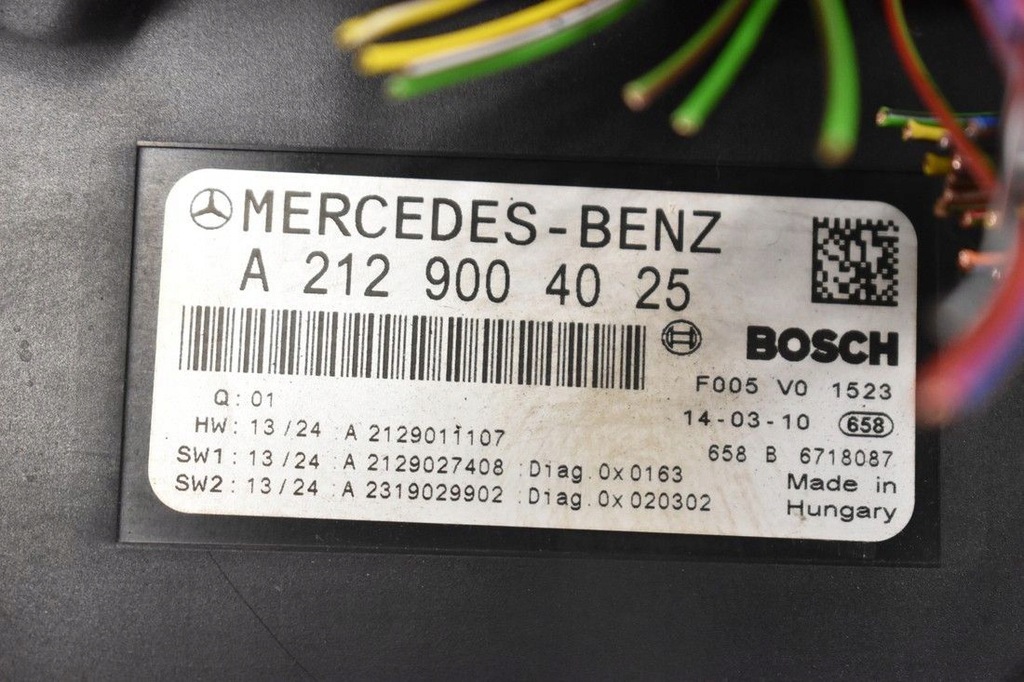 MERCEDES-BENZ
A 212 900 40 25
H BOSCH
F005 V0 1523
Q: 01
14-03-10 658
HW: 13/24 A 2129011107
658 B 6718087
SW1: 13/24 A 2129027408 :Diag.0x0163
Made in
SW2: 13/24 A 2319029902 :Diag.0x020302
Hungary